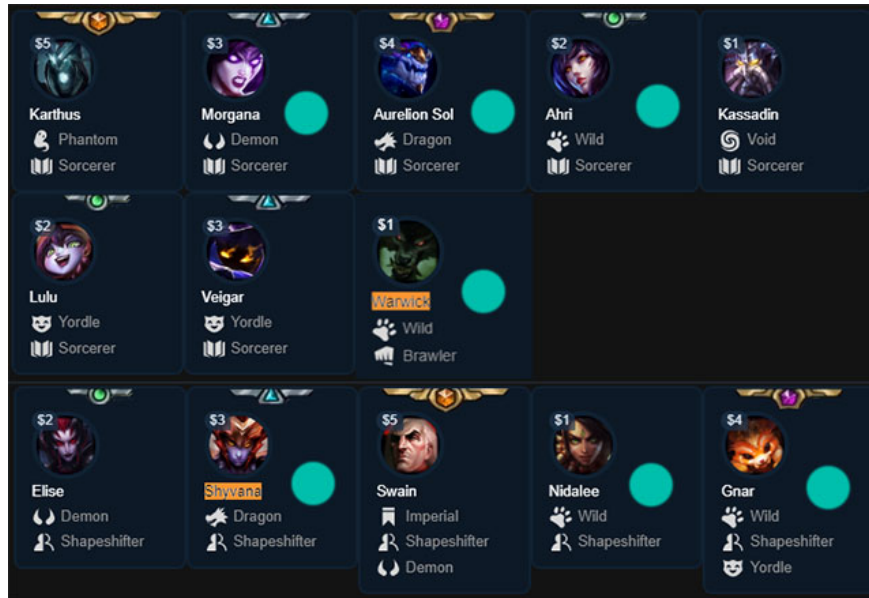 $5
Karthus
Phantom
Sorcerer
$3
Morgana
Demon
Sorcerer
$4
Aurelion Sol
Dragon
Sorcerer
$2
Ahri
Wild
Sorcerer
$1
Kassadin
Void
Sorcerer
$2
Lulu
Yordle
Sorcerer
$3
Veigar
Yordle
Sorcerer
$1
Warwick
Wild
Brawler
$2
Elise
Demon
Shapeshifter
$3
Shyvana
Dragon
Shapeshifter
$5
Swain
Imperial
Shapeshifter
Demon
$1
Nidalee
Wild
Shapeshifter
$4
Gnar
Wild
Shapeshifter
Yordle